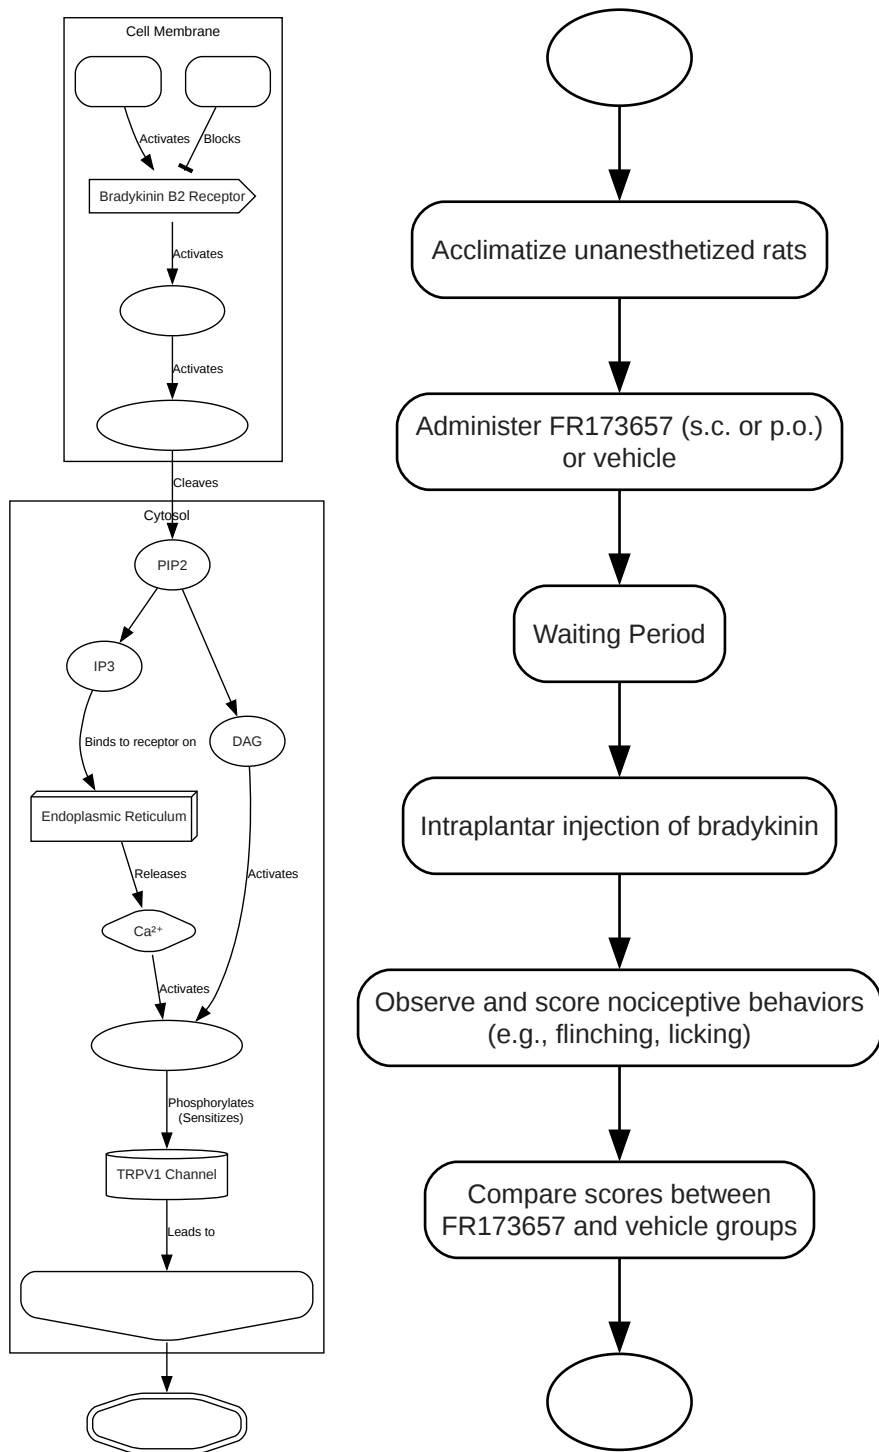 Cell Membrane
Activates
Blocks
Bradykinin B2 Receptor
Activates
Activates
Cleaves
Cytosol
PIP2
IP3
DAG
Binds to receptor on
Endoplasmic Reticulum
Releases
Activates
Ca²⁺
Activates
Phosphorylates
(Sensitizes)
TRPV1 Channel
Leads to
Acclimatize unanesthetized rats
Administer FR173657 (s.c. or p.o.)
or vehicle
Waiting Period
Intraplantar injection of bradykinin
Observe and score nociceptive behaviors
(e.g., flinching, licking)
Compare scores between
FR173657 and vehicle groups